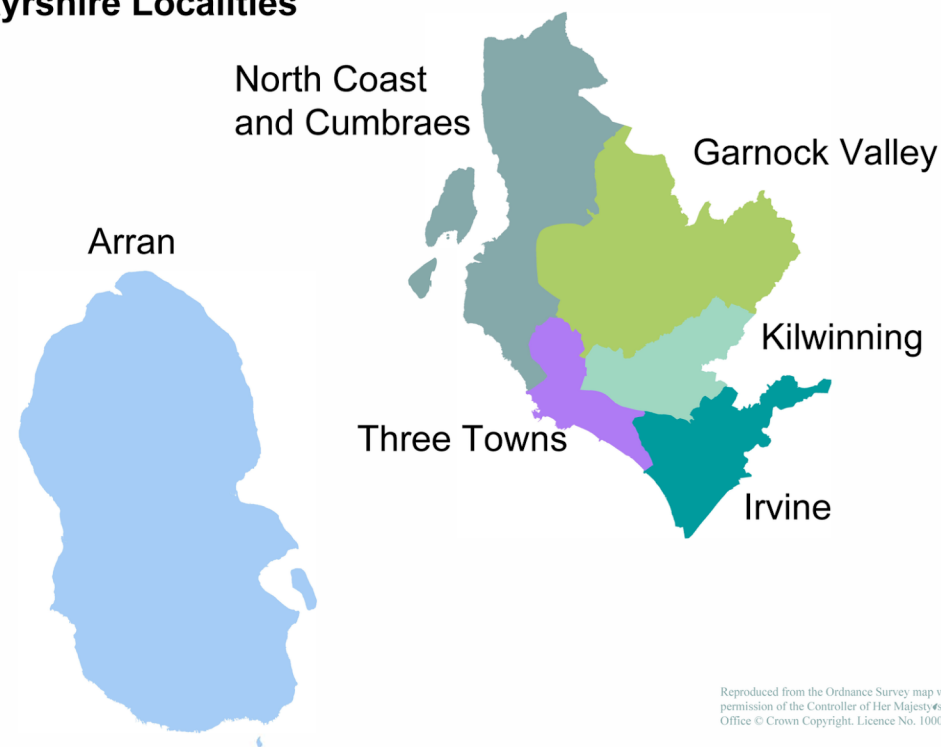 yrshire Localities
North Coast
and Cumbraes
Garnock Valley
Arran
Kilwinning
Three Towns
Irvine
Reproduced from the Ordnance Survey map
permission of the Controller of Her Majesty's
Office © Crown Copyright. Licence No. 1000